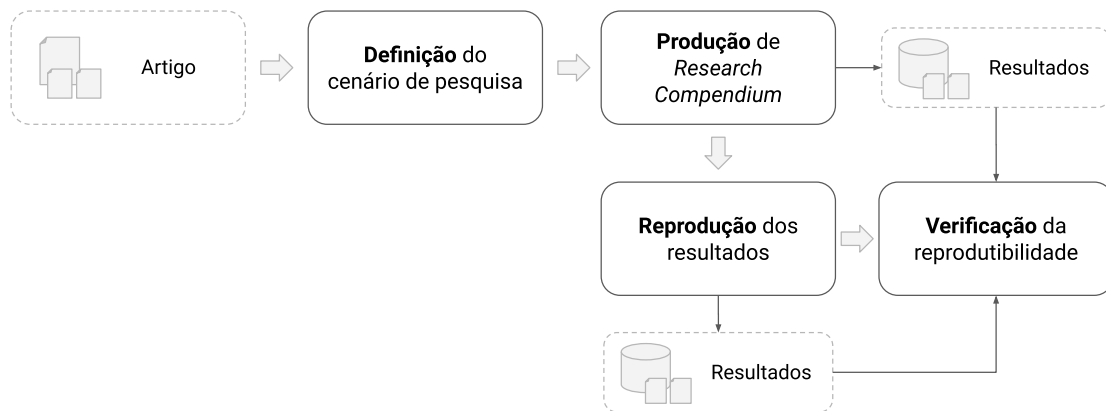 Artigo
Definição do
cenário de pesquisa
Produção de
Research
Compendium
Resultados
Reprodução dos
resultados
Verificação da
reprodutibilidade
Resultados